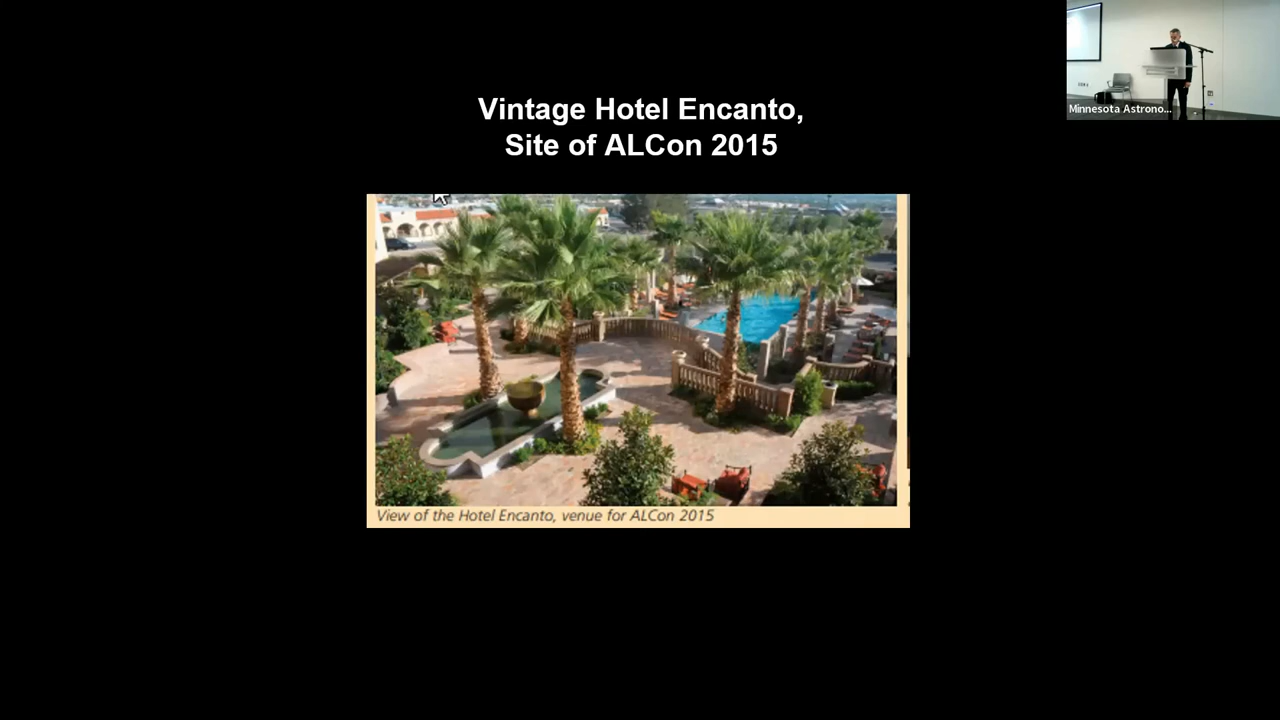 Vintage Hotel Encanto,
Site of ALCon 2015
Minnesota Astrono...
View of the Hotel Encanto, venue for ALCon 2015